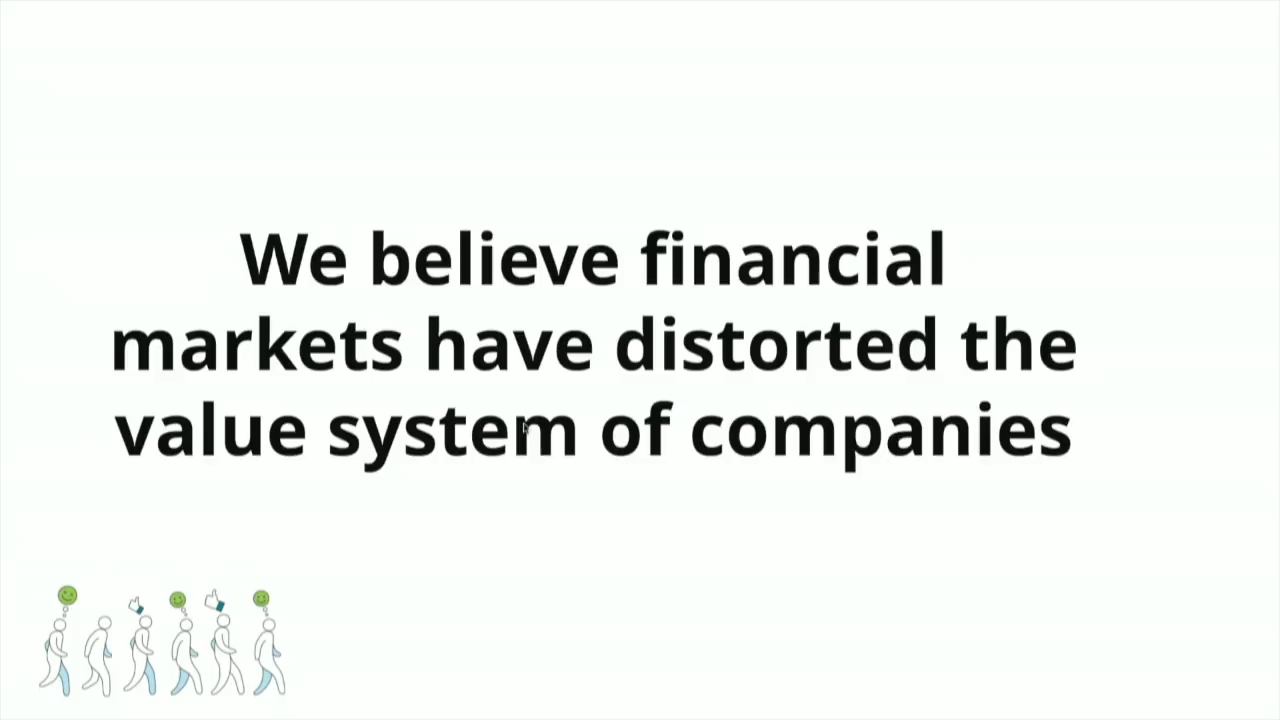 We believe financial
markets have distorted the
value system of companies